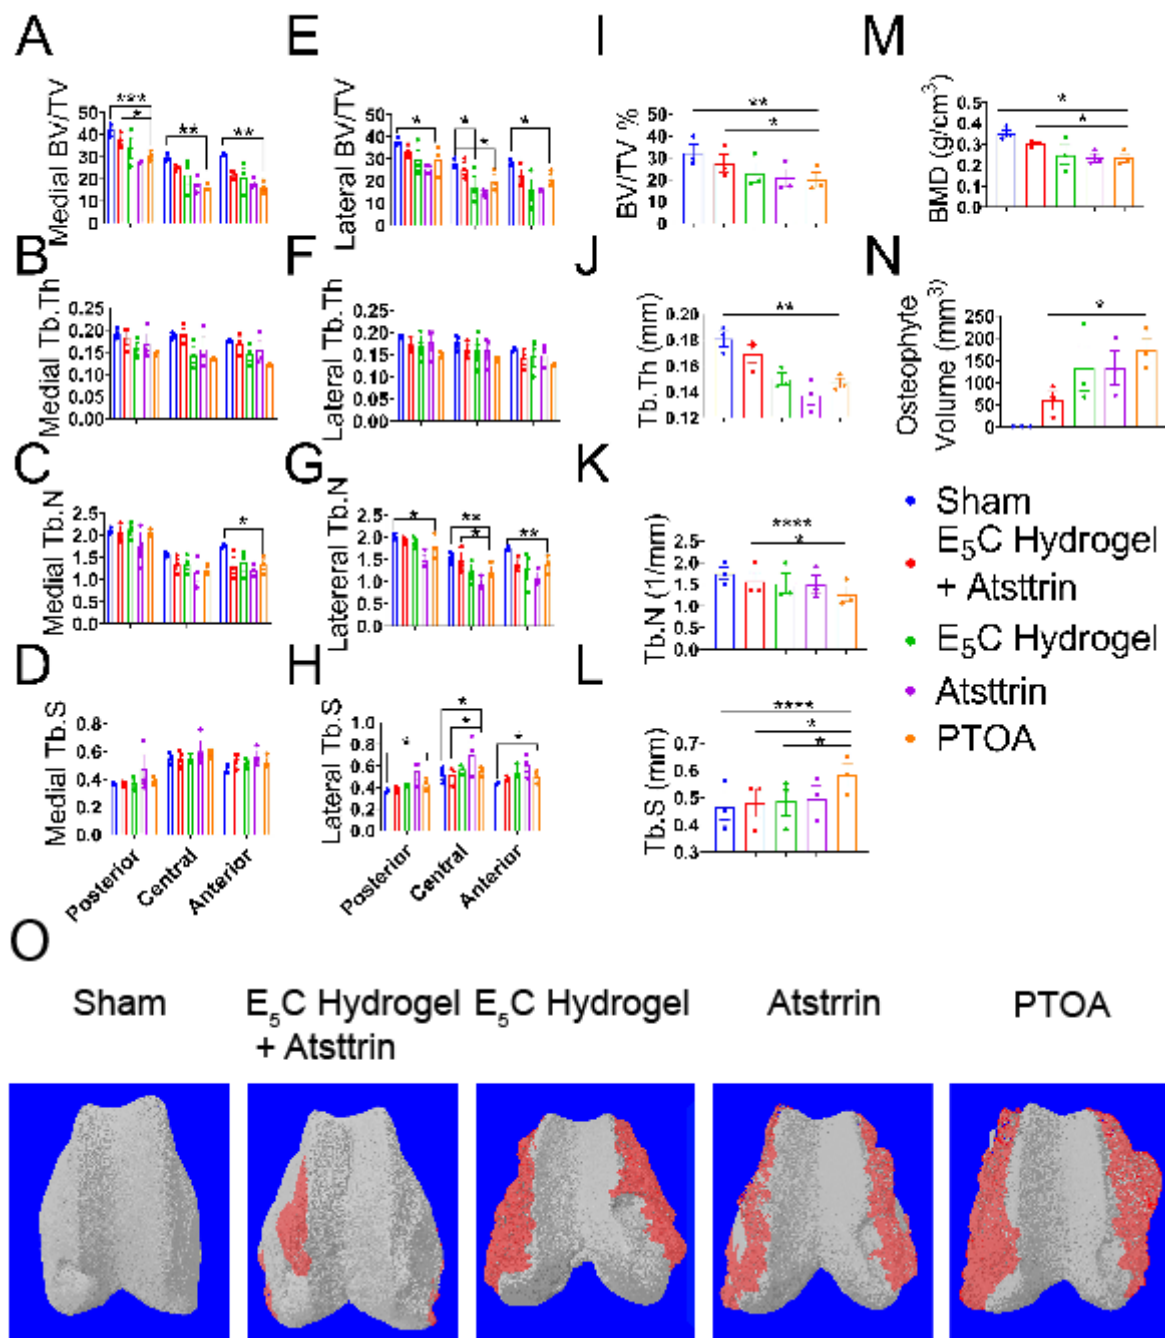 A
Medial BV/TV
50
40
30
20
10
0
***
*
**
**
E
Lateral BV/TV
50
40
30
20
10
0
*
*
*
*
I
BV/TV %
50
40
30
20
10
0
**
*
M
BMD (g/cm³)
0.5
0.4
0.3
0.2
0.1
0.0
*
*
B
Medial Tb.Th
0.25
0.20
0.15
0.10
0.05
0.00
F
Lateral Tb.Th
0.25
0.20
0.15
0.10
0.05
0.00
J
Tb.Th (mm)
0.20
0.18
0.16
0.14
0.12
**
N
Osteophyte
Volume (mm³)
250
200
150
100
50
0
*
C
Medial Tb.N
2.5
2.0
1.5
1.0
0.5
0.0
*
G
Latereral Tb.N
2.5
2.0
1.5
1.0
0.5
0.0
*
**
*
**
K
Tb.N (1/mm)
2.5
2.0
1.5
1.0
0.5
0.0
****
*
Sham
E₅C Hydrogel
+ Atsttrin
E₅C Hydrogel
Atsttrin
PTOA
D
Medial Tb.S
0.8
0.6
0.4
0.2
0.0
Posterior
Central
Anterior
H
Lateral Tb.S
1.0
0.8
0.6
0.4
0.2
0.0
*
*
*
*
Posterior
Central
Anterior
L
Tb.S (mm)
0.7
0.6
0.5
0.4
0.3
****
*
*
O
Sham
E₅C Hydrogel
+ Atsttrin
E₅C Hydrogel
Atstrrin
PTOA